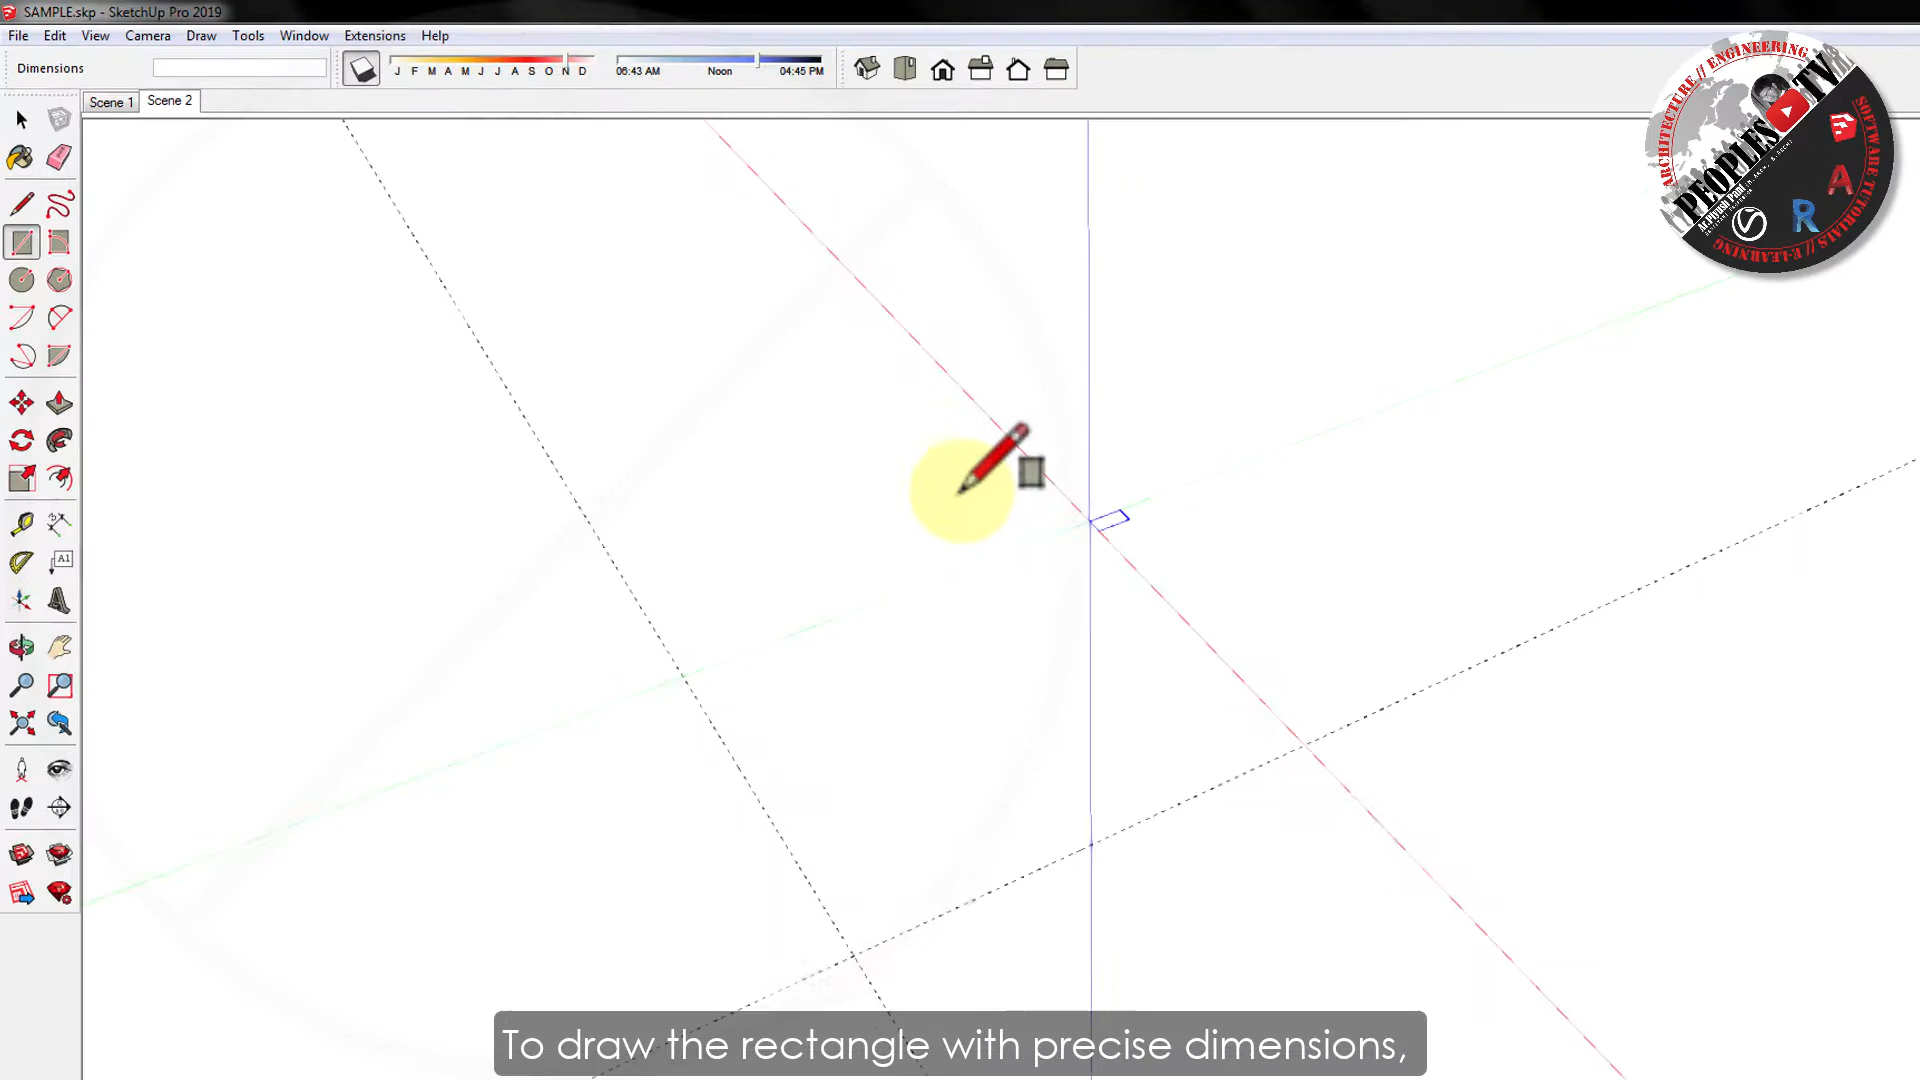 SAMPLE.skp - SketchUp Pro 2019
File Edit View Camera Draw Tools Window Extensions Help
Dimensions
J F M A M J J A S O N D
06:43 AM Noon 04:45 PM
Scene 1 Scene 2
A1
ARCHITECTURE // ENGINEERING
SOFTWARE TUTORIALS // E-LEARNING
PEOPLES TV
A
R
To draw the rectangle with precise dimensions,